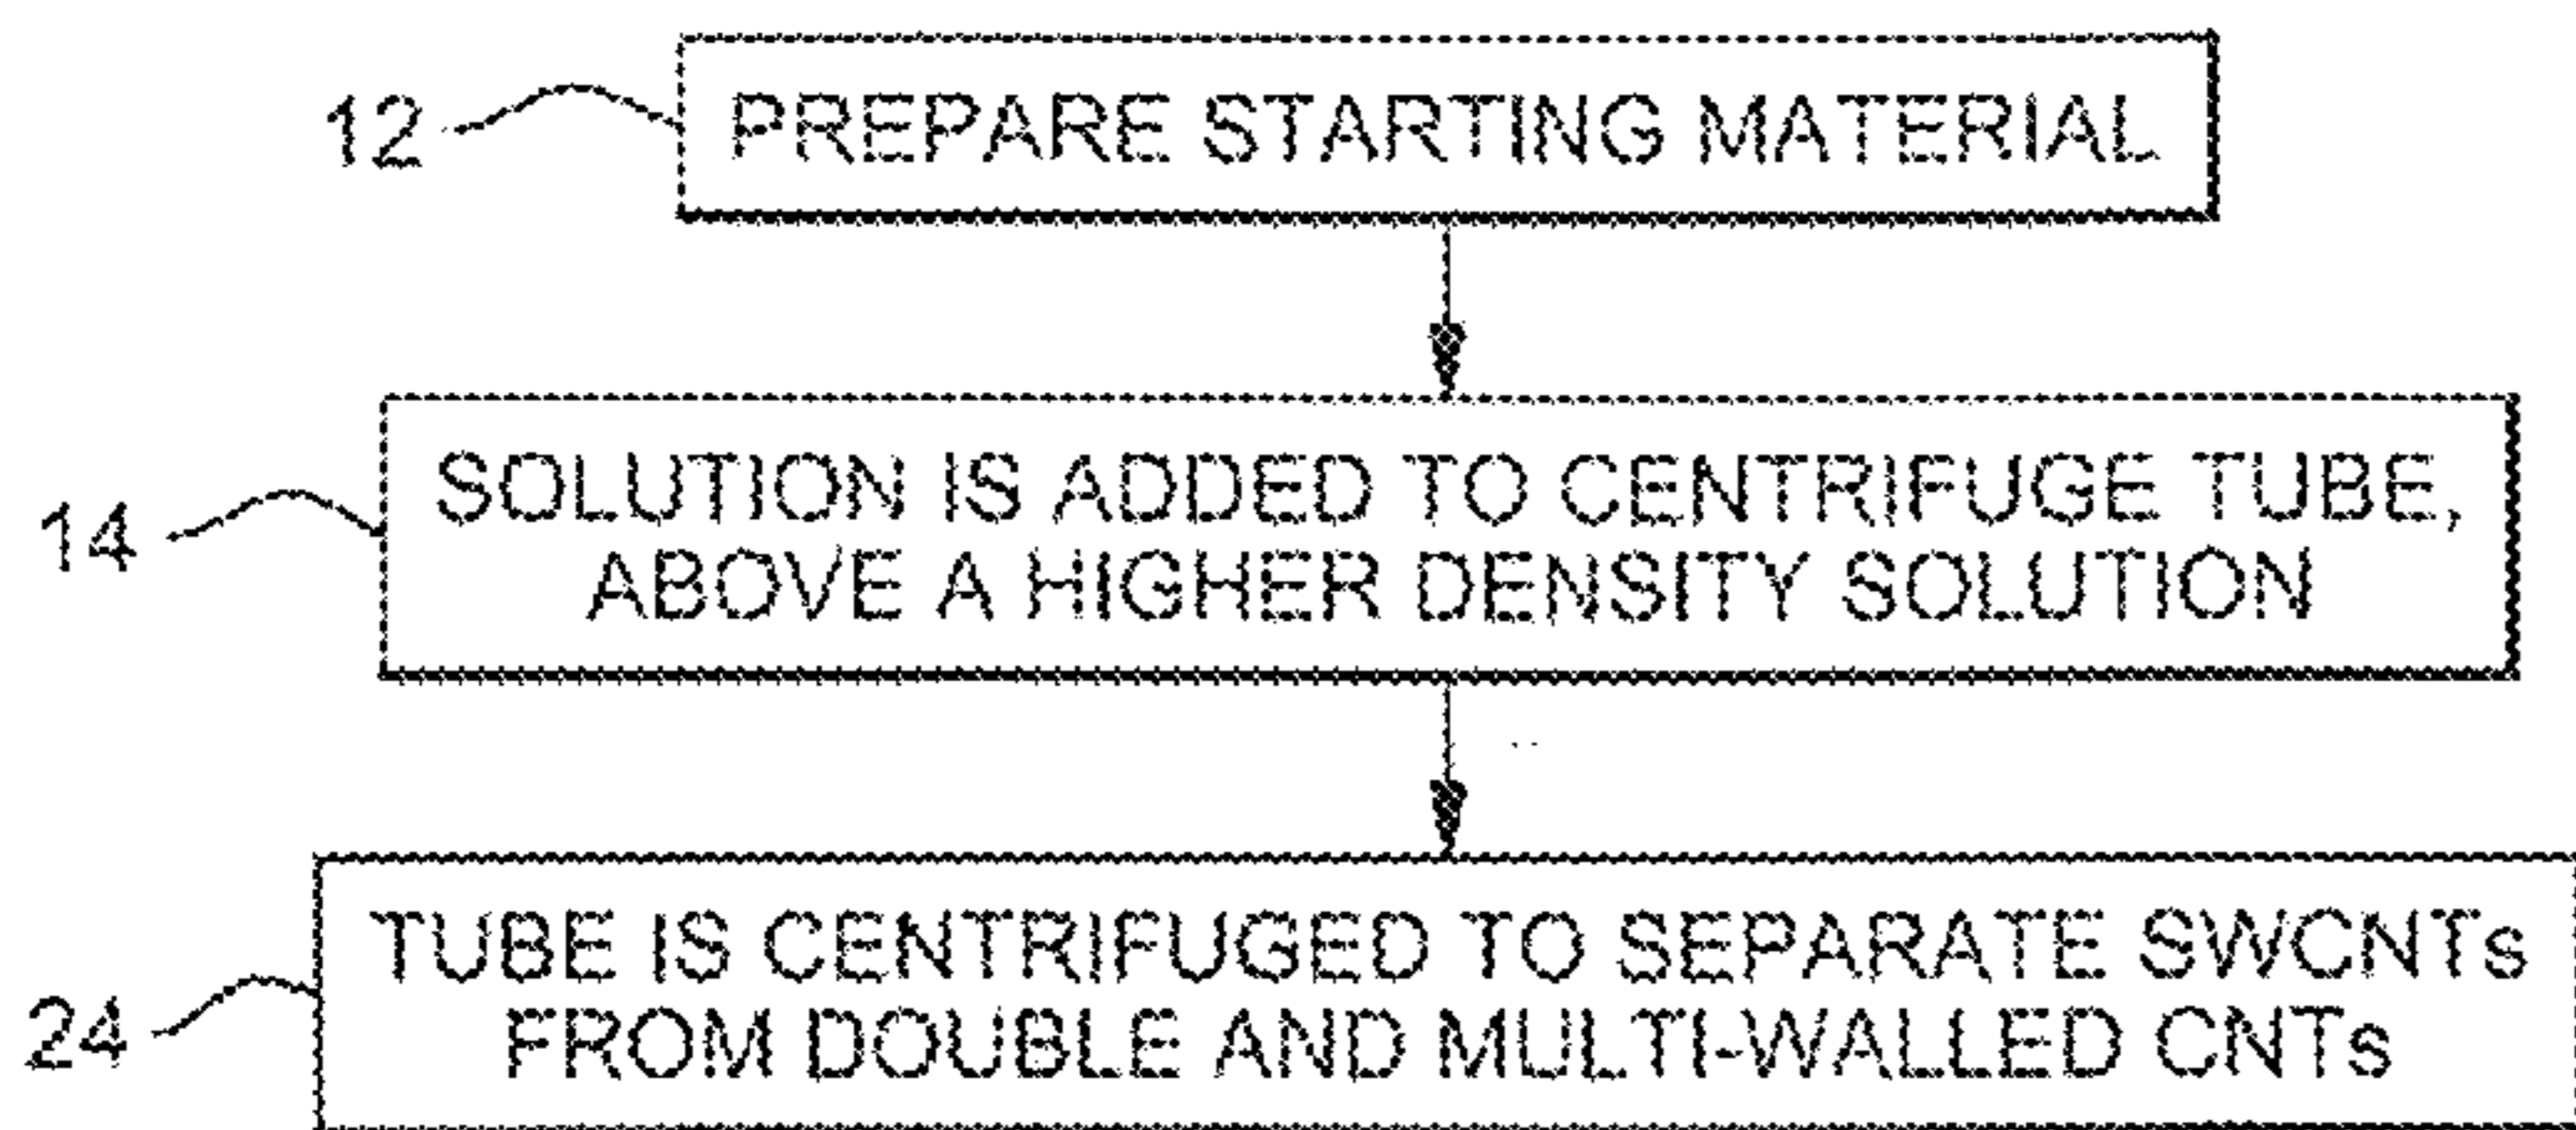 12 PREPARE STARTING MATERIAL
14 SOLUTION IS ADDED TO CENTRIFUGE TUBE,
ABOVE A HIGHER DENSITY SOLUTION
24 TUBE IS CENTRIFUGED TO SEPARATE SWCNTs
FROM DOUBLE AND MULTI-WALLED CNTs